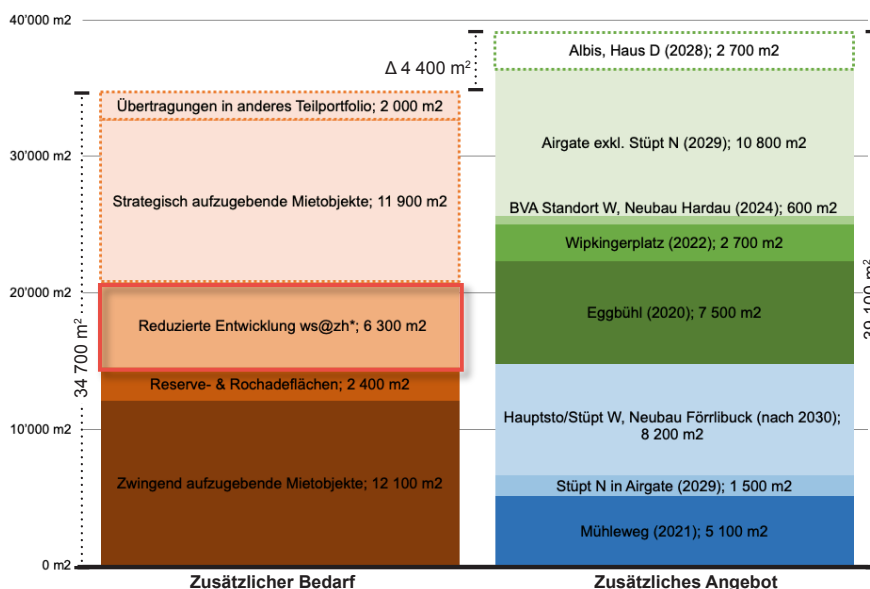 40'000 m2
30'000 m2
20'000 m2
10'000 m2
0 m2
34 700 m²
Δ 4 400 m²
Übertragungen in anderes Teilportfolio; 2 000 m2
Strategisch aufzugebende Mietobjekte; 11 900 m2
Reduzierte Entwicklung ws@zh*; 6 300 m2
Reserve- & Rochadeflächen; 2 400 m2
Zwingend aufzugebende Mietobjekte; 12 100 m2
Zusätzlicher Bedarf
Albis, Haus D (2028); 2 700 m2
Airgate exkl. Stüpt N (2029); 10 800 m2
BVA Standort W, Neubau Hardau (2024); 600 m2
Wipkingerplatz (2022); 2 700 m2
Eggbühl (2020); 7 500 m2
Hauptsto/Stüpt W, Neubau Förrlibuck (nach 2030);
8 200 m2
Stüpt N in Airgate (2029); 1 500 m2
Mühleweg (2021); 5 100 m2
Zusätzliches Angebot
39 100 m²